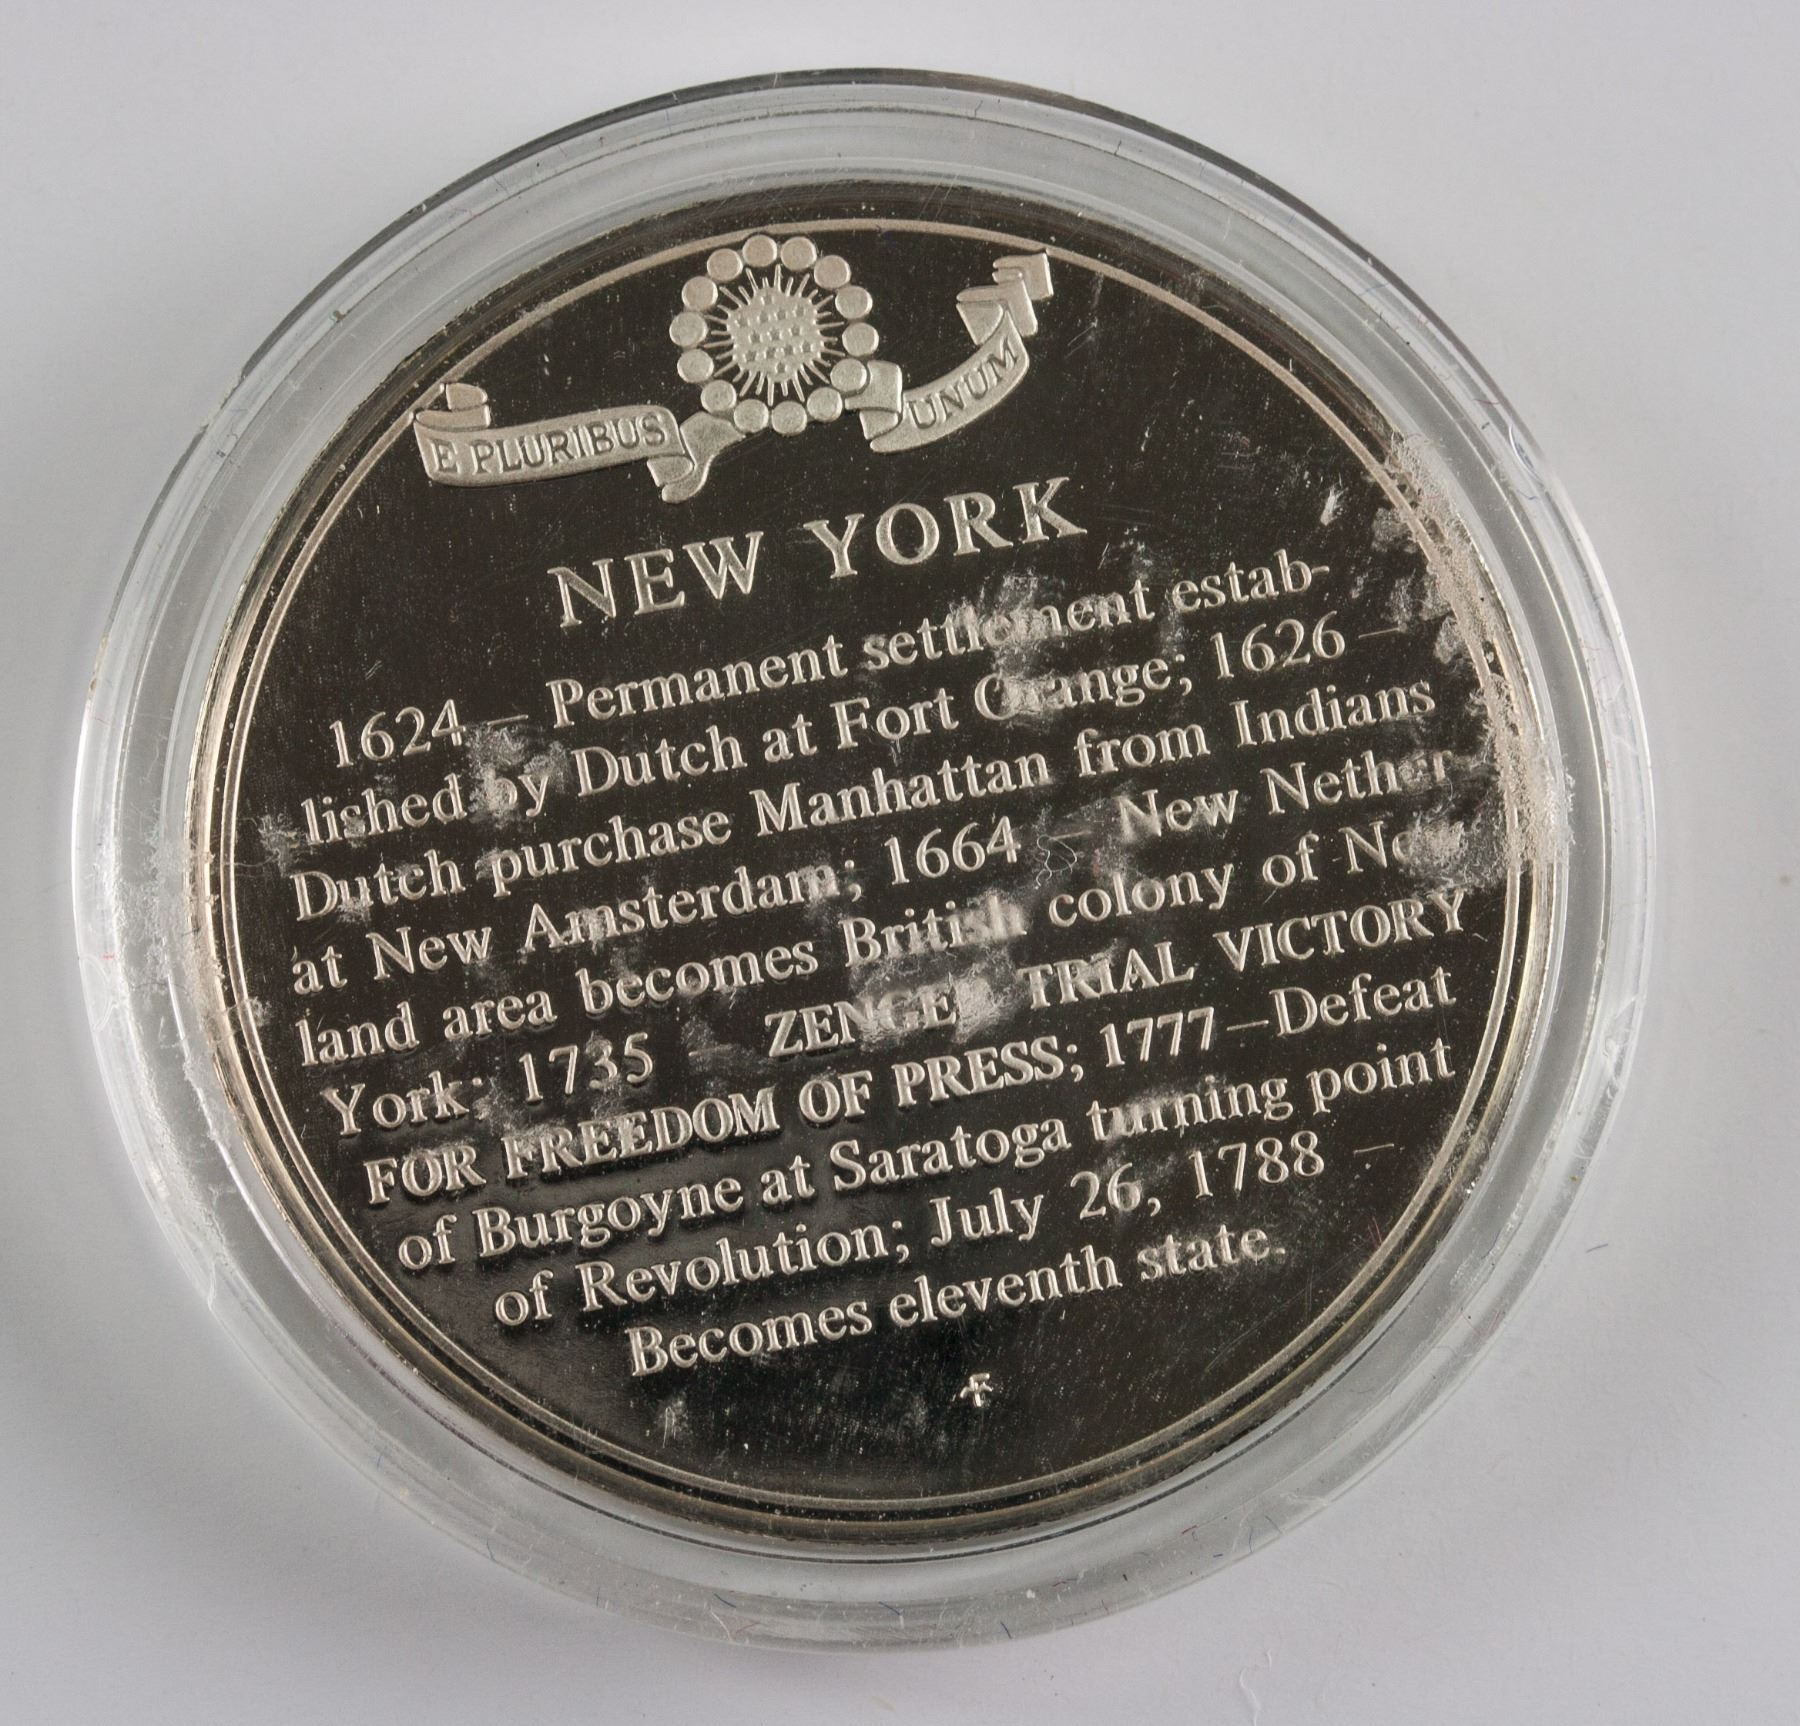 E PLURIBUS UNUM
NEW YORK
1624 — Permanent settlement estab-
lished by Dutch at Fort Orange; 1626 —
Dutch purchase Manhattan from Indians
at New Amsterdam; 1664 — New Nether-
land area becomes British colony of New
York; 1735 — ZENGER TRIAL VICTORY
FOR FREEDOM OF PRESS; 1777 — Defeat
of Burgoyne at Saratoga turning point
of Revolution; July 26, 1788 —
Becomes eleventh state.
F